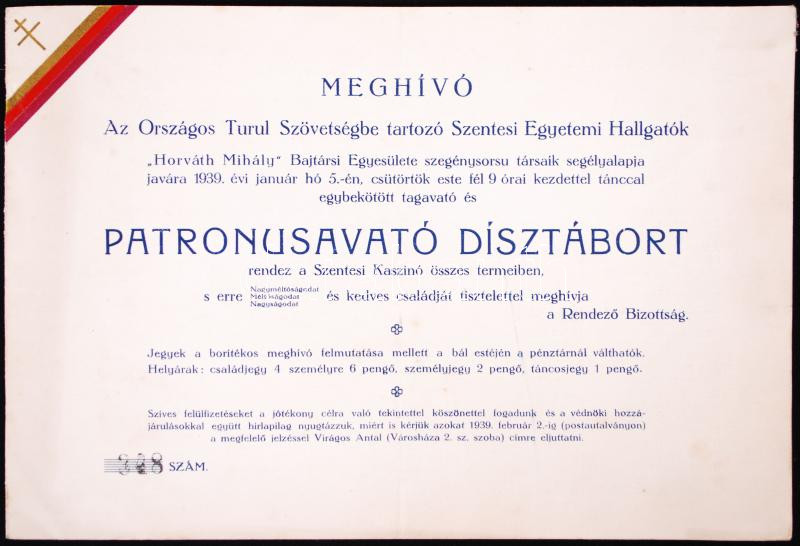 MEGHÍVÓ
Az Országos Turul Szövetségbe tartozó Szentesi Egyetemi Hallgatók
„Horváth Mihály" Bajtársi Egyesülete szegénysorsu társaik segélyalapja
javára 1939. évi január hó 5.-én, csütörtök este fél 9 órai kezdettel tánccal
egybekötött tagavató és
PATRONUSAVATÓ DÍSZTÁBORT
rendez a Szentesi Kaszinó összes termeiben,
s erre Nagyméltóságodat
Méltóságodat
Nagyságodat
és kedves családját tisztelettel meghívja
a Rendező Bizottság.
Jegyek a borítékos meghívó felmutatása mellett a bál estéjén a pénztárnál válthatók.
Helyárak: családjegy 4 személyre 6 pengő, személyjegy 2 pengő, táncosjegy 1 pengő.
Szíves felülfizetéseket a jótékony célra való tekintettel köszönettel fogadunk és a védnöki hozzá-
járulásokkal együtt hirlapilag nyugtázzuk, miért is kérjük azokat 1939. február 2.-ig (postautalványon)
a megfelelő jelzéssel Virágos Antal (Városháza 2. sz. szoba) címre eljuttatni.
SZÁM.